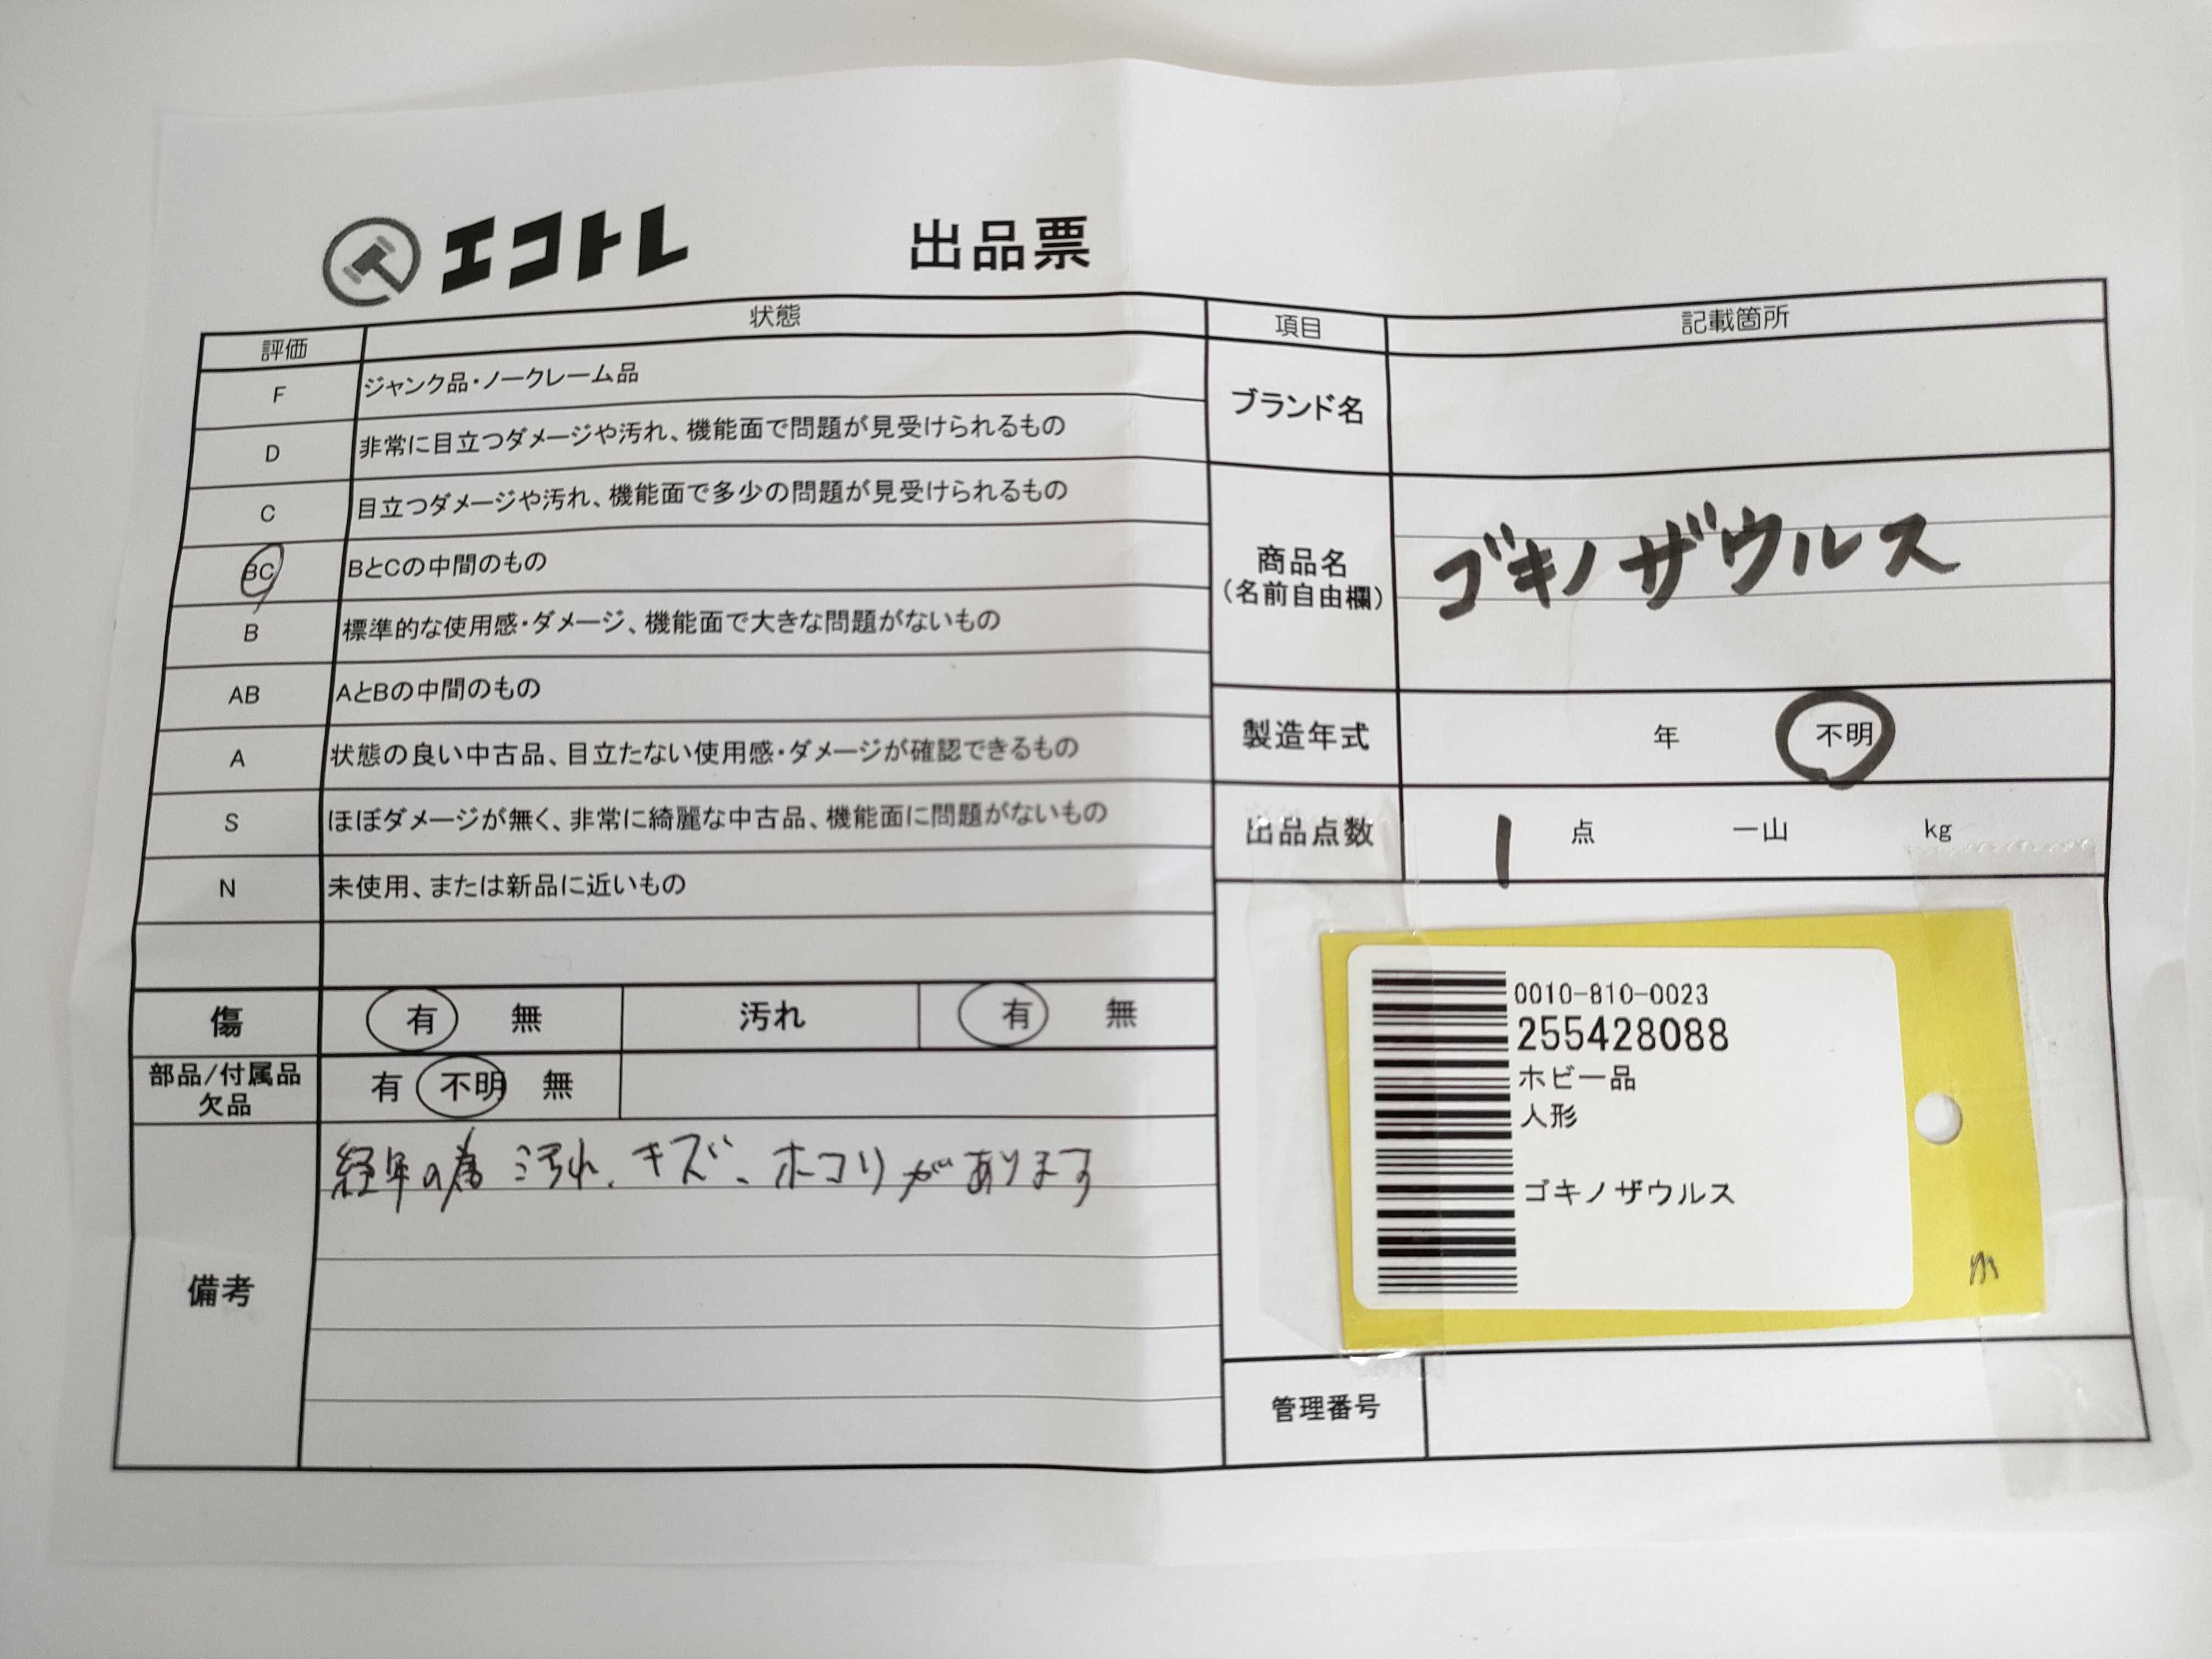 エコトレ
出品票
評価 状態
F ジャンク品・ノークレーム品
D 非常に目立つダメージや汚れ、機能面で問題が見受けられるもの
C 目立つダメージや汚れ、機能面で多少の問題が見受けられるもの
BC BとCの中間のもの
B 標準的な使用感・ダメージ、機能面で大きな問題がないもの
AB AとBの中間のもの
A 状態の良い中古品、目立たない使用感・ダメージが確認できるもの
S ほぼダメージが無く、非常に綺麗な中古品、機能面に問題がないもの
N 未使用、または新品に近いもの
傷 有 無 汚れ 有 無
部品/付属品
欠品
有 不明 無
備考
経年の為 汚れ、キズ、ホコリがあります
項目 記載箇所
ブランド名
商品名
(名前自由欄)
ゴキノザウルス
製造年式 年 不明
出品点数 1 点 一山 kg
0010-810-0023
255428088
ホビー品
人形
ゴキノザウルス
管理番号